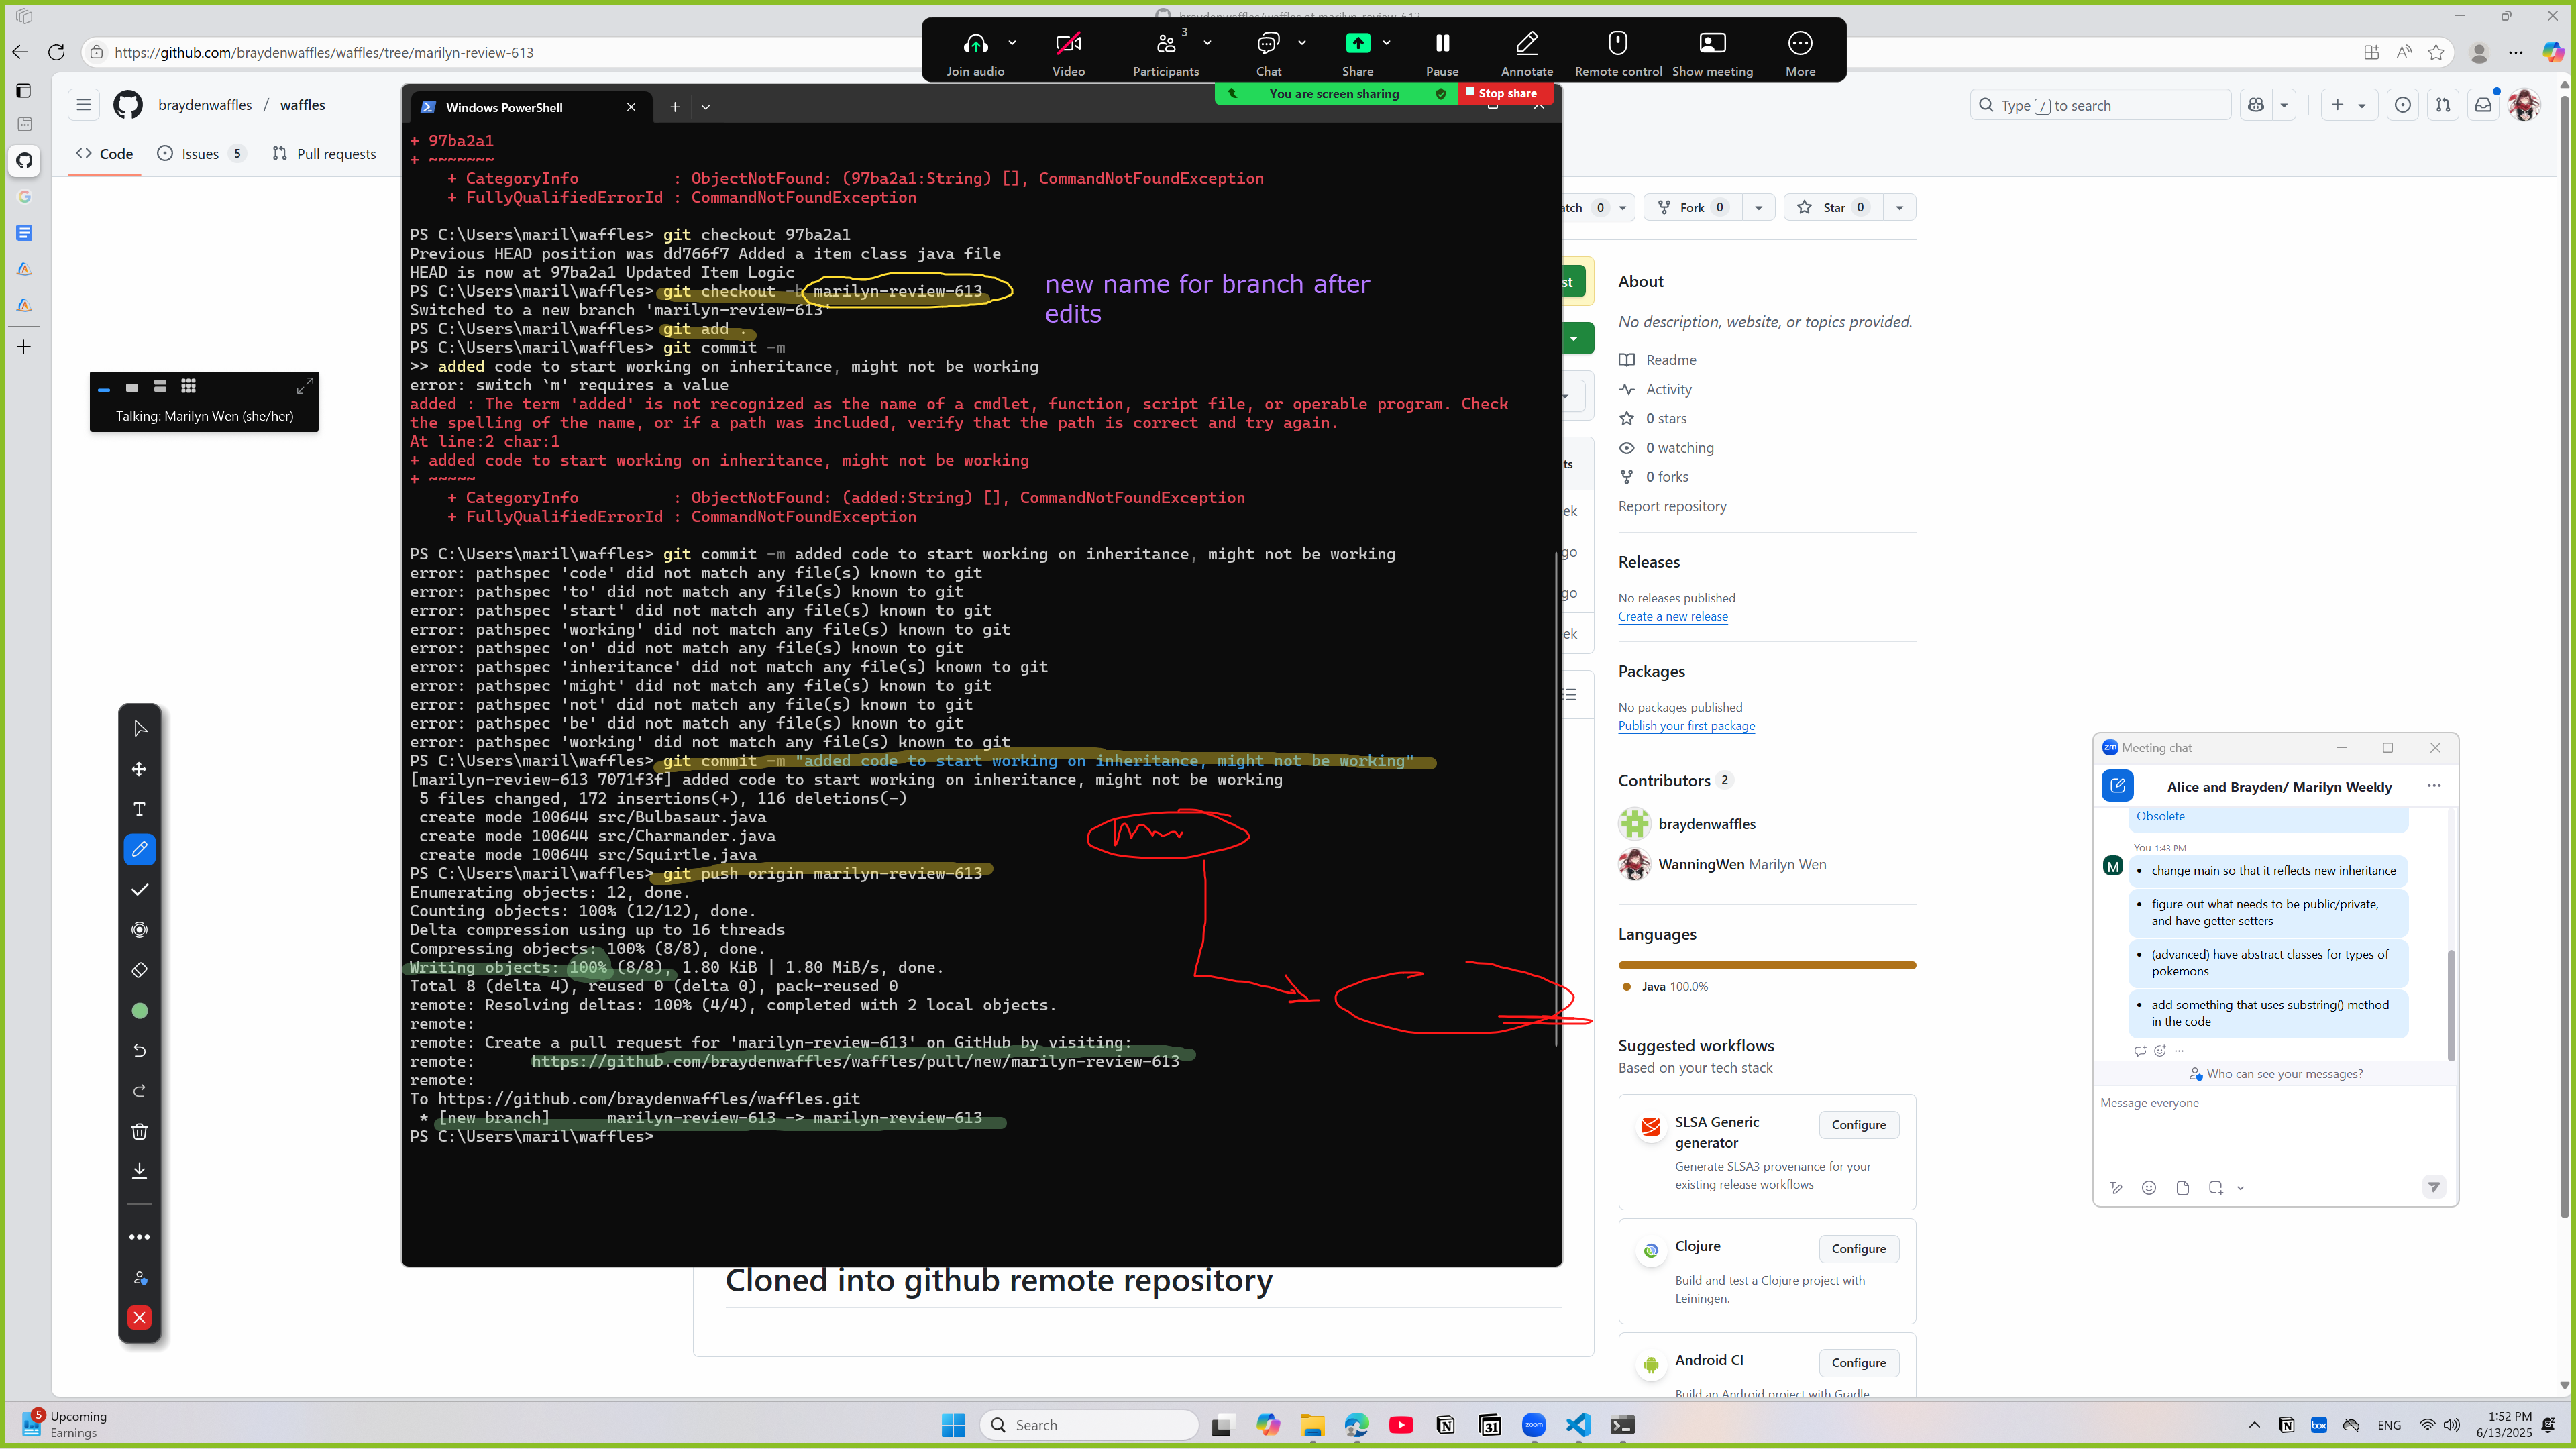 braydenwaffles/waffles at marilyn-review-613
https://github.com/braydenwaffles/waffles/tree/marilyn-review-613
Join audio
Video
3
Participants
Chat
Share
Pause
Annotate
Remote control
Show meeting
More
You are screen sharing
Stop share
braydenwaffles / waffles
Type / to search
Code
Issues 5
Pull requests
Windows PowerShell
+ 97ba2a1
+ ~~~~~~~
+ CategoryInfo : ObjectNotFound: (97ba2a1:String) [], CommandNotFoundException
+ FullyQualifiedErrorId : CommandNotFoundException
PS C:\Users\maril\waffles> git checkout 97ba2a1
Previous HEAD position was dd766f7 Added a item class java file
HEAD is now at 97ba2a1 Updated Item Logic
PS C:\Users\maril\waffles> git checkout -b marilyn-review-613
Switched to a new branch 'marilyn-review-613'
PS C:\Users\maril\waffles> git add .
PS C:\Users\maril\waffles> git commit -m
>> added code to start working on inheritance, might not be working
error: switch `m' requires a value
added : The term 'added' is not recognized as the name of a cmdlet, function, script file, or operable program. Check
the spelling of the name, or if a path was included, verify that the path is correct and try again.
At line:2 char:1
+ added code to start working on inheritance, might not be working
+ ~~~~~
+ CategoryInfo : ObjectNotFound: (added:String) [], CommandNotFoundException
+ FullyQualifiedErrorId : CommandNotFoundException
PS C:\Users\maril\waffles> git commit -m added code to start working on inheritance, might not be working
error: pathspec 'code' did not match any file(s) known to git
error: pathspec 'to' did not match any file(s) known to git
error: pathspec 'start' did not match any file(s) known to git
error: pathspec 'working' did not match any file(s) known to git
error: pathspec 'on' did not match any file(s) known to git
error: pathspec 'inheritance' did not match any file(s) known to git
error: pathspec 'might' did not match any file(s) known to git
error: pathspec 'not' did not match any file(s) known to git
error: pathspec 'be' did not match any file(s) known to git
error: pathspec 'working' did not match any file(s) known to git
PS C:\Users\maril\waffles> git commit -m "added code to start working on inheritance, might not be working"
[marilyn-review-613 7071f3f] added code to start working on inheritance, might not be working
5 files changed, 172 insertions(+), 116 deletions(-)
create mode 100644 src/Bulbasaur.java
create mode 100644 src/Charmander.java
create mode 100644 src/Squirtle.java
PS C:\Users\maril\waffles> git push origin marilyn-review-613
Enumerating objects: 12, done.
Counting objects: 100% (12/12), done.
Delta compression using up to 16 threads
Compressing objects: 100% (8/8), done.
Writing objects: 100% (8/8), 1.80 KiB | 1.80 MiB/s, done.
Total 8 (delta 4), reused 0 (delta 0), pack-reused 0
remote: Resolving deltas: 100% (4/4), completed with 2 local objects.
remote:
remote: Create a pull request for 'marilyn-review-613' on GitHub by visiting:
remote: https://github.com/braydenwaffles/waffles/pull/new/marilyn-review-613
remote:
To https://github.com/braydenwaffles/waffles.git
* [new branch] marilyn-review-613 -> marilyn-review-613
PS C:\Users\maril\waffles>
new name for branch after
edits
Talking: Marilyn Wen (she/her)
atch 0
Fork 0
Star 0
st
ts
ek
go
go
ek
About
No description, website, or topics provided.
Readme
Activity
0 stars
0 watching
0 forks
Report repository
Releases
No releases published
Create a new release
Packages
No packages published
Publish your first package
Contributors 2
braydenwaffles
WanningWen Marilyn Wen
Languages
Java 100.0%
Suggested workflows
Based on your tech stack
SLSA Generic
generator
Configure
Generate SLSA3 provenance for your
existing release workflows
Clojure
Configure
Build and test a Clojure project with
Leiningen.
Android CI
Configure
Build an Android project with Gradle
Cloned into github remote repository
zm Meeting chat
Alice and Brayden/ Marilyn Weekly
Obsolete
You 1:43 PM
M
• change main so that it reflects new inheritance
• figure out what needs to be public/private,
and have getter setters
• (advanced) have abstract classes for types of
pokemons
• add something that uses substring() method
in the code
Who can see your messages?
Message everyone
5
Upcoming
Earnings
Search
31
zoom
box
ENG
1:52 PM
6/13/2025